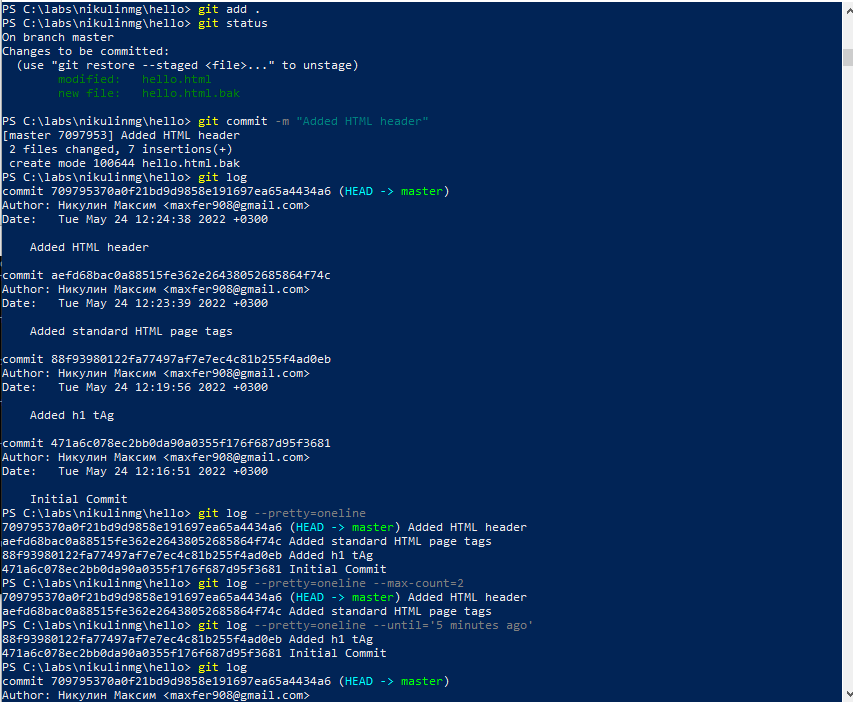 PS C:\labs\nikulinmg\hello> git add .
PS C:\labs\nikulinmg\hello> git status
On branch master
Changes to be committed:
  (use "git restore --staged <file>..." to unstage)
        modified:   hello.html
        new file:   hello.html.bak

PS C:\labs\nikulinmg\hello> git commit -m "Added HTML header"
[master 7097953] Added HTML header
 2 files changed, 7 insertions(+)
 create mode 100644 hello.html.bak
PS C:\labs\nikulinmg\hello> git log
commit 709795370a0f21bd9d9858e191697ea65a4434a6 (HEAD -> master)
Author: Никулин Максим <maxfer908@gmail.com>
Date:   Tue May 24 12:24:38 2022 +0300

    Added HTML header

commit aefd68bac0a88515fe362e26438052685864f74c
Author: Никулин Максим <maxfer908@gmail.com>
Date:   Tue May 24 12:23:39 2022 +0300

    Added standard HTML page tags

commit 88f93980122fa77497af7e7ec4c81b255f4ad0eb
Author: Никулин Максим <maxfer908@gmail.com>
Date:   Tue May 24 12:19:56 2022 +0300

    Added h1 tAg

commit 471a6c078ec2bb0da90a0355f176f687d95f3681
Author: Никулин Максим <maxfer908@gmail.com>
Date:   Tue May 24 12:16:51 2022 +0300

    Initial Commit
PS C:\labs\nikulinmg\hello> git log --pretty=oneline
709795370a0f21bd9d9858e191697ea65a4434a6 (HEAD -> master) Added HTML header
aefd68bac0a88515fe362e26438052685864f74c Added standard HTML page tags
88f93980122fa77497af7e7ec4c81b255f4ad0eb Added h1 tAg
471a6c078ec2bb0da90a0355f176f687d95f3681 Initial Commit
PS C:\labs\nikulinmg\hello> git log --pretty=oneline --max-count=2
709795370a0f21bd9d9858e191697ea65a4434a6 (HEAD -> master) Added HTML header
aefd68bac0a88515fe362e26438052685864f74c Added standard HTML page tags
PS C:\labs\nikulinmg\hello> git log --pretty=oneline --until='5 minutes ago'
88f93980122fa77497af7e7ec4c81b255f4ad0eb Added h1 tAg
471a6c078ec2bb0da90a0355f176f687d95f3681 Initial Commit
PS C:\labs\nikulinmg\hello> git log
commit 709795370a0f21bd9d9858e191697ea65a4434a6 (HEAD -> master)
Author: Никулин Максим <maxfer908@gmail.com>